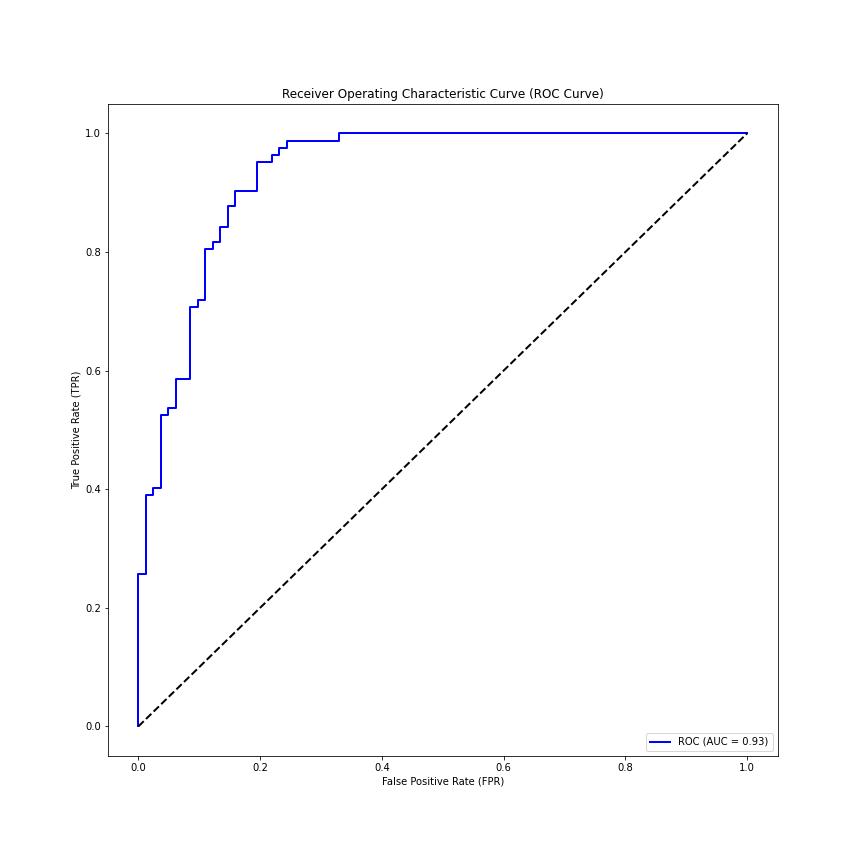 Receiver Operating Characteristic Curve (ROC Curve)
1.0
0.8
0.6
0.4
0.2
0.0
True Positive Rate (TPR)
ROC (AUC = 0.93)
0.0 0.2 0.4 0.6 0.8 1.0
False Positive Rate (FPR)